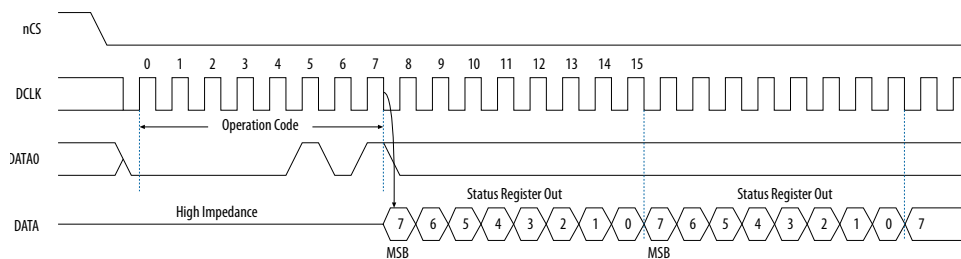 nCS
0 1 2 3 4 5 6 7 8 9 10 11 12 13 14 15
DCLK
Operation Code
DATA0
Status Register Out Status Register Out
High Impedance
DATA 7 6 5 4 3 2 1 0 7 6 5 4 3 2 1 0 7
MSB MSB